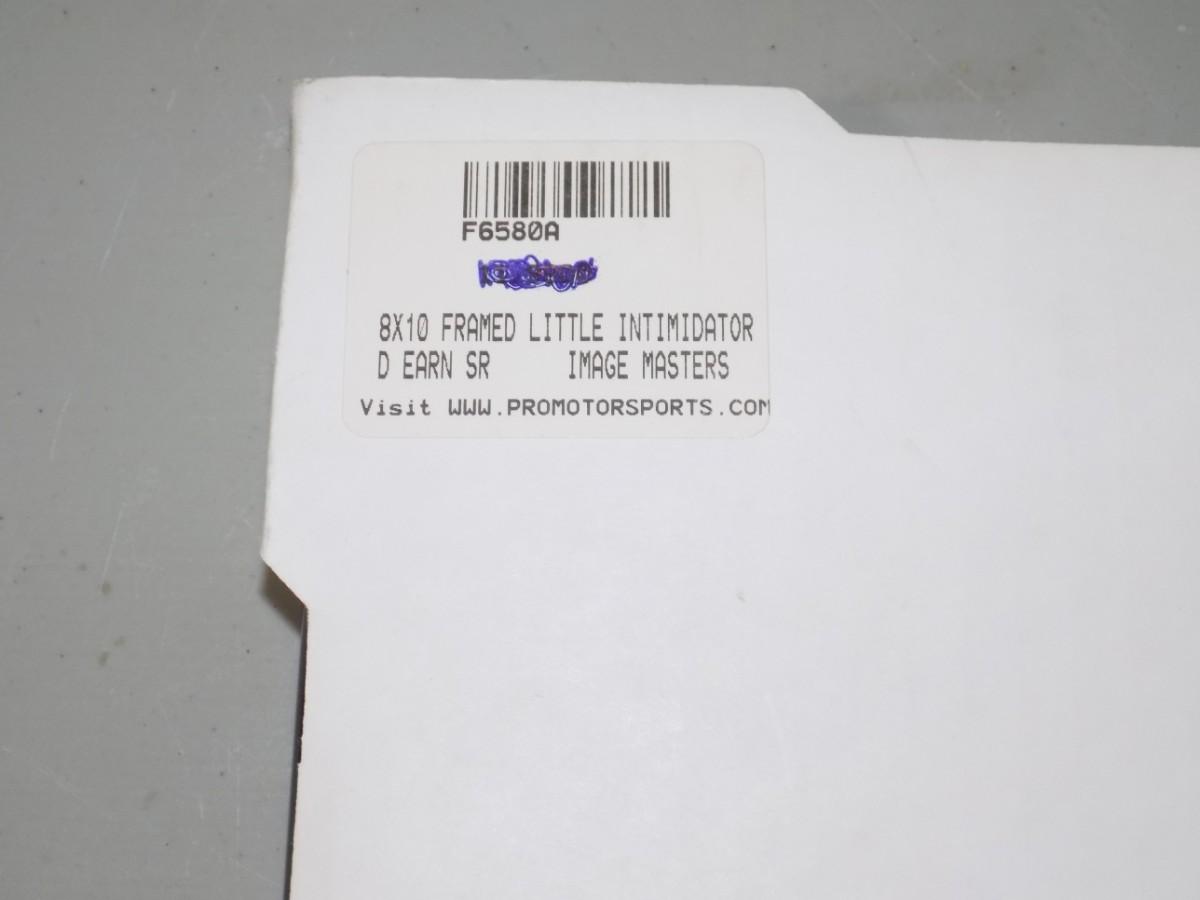 F6580A
8X10 FRAMED LITTLE INTIMIDATOR
D EARN SR IMAGE MASTERS
Visit WWW.PROMOTORSPORTS.COM